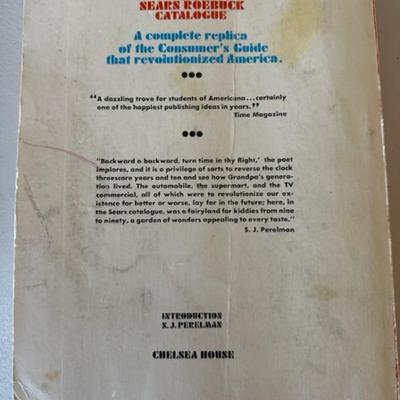 SEARS ROEBUCK
CATALOGUE
A complete replica
of the Consumer's Guide
that revolutionized America.
●●●
"A dazzling trove for students of Americana...certainly
one of the happiest publishing ideas in years."
Time Magazine
●●●
"Backward o backward, turn time in thy flight,' the poet
implores, and it is a privilege of sorts to reverse the clock
threescore years and ten and see how Grandpa's genera-
tion lived. The automobile, the supermart, and the TV
commercial, all of which were to revolutionize our ex-
istence for better or worse, lay far in the future; here, in
the Sears catalogue, was a fairyland for kiddies from nine
to ninety, a garden of wonders appealing to every taste."
S. J. Perelman
INTRODUCTION
S. J. PERELMAN
CHELSEA HOUSE